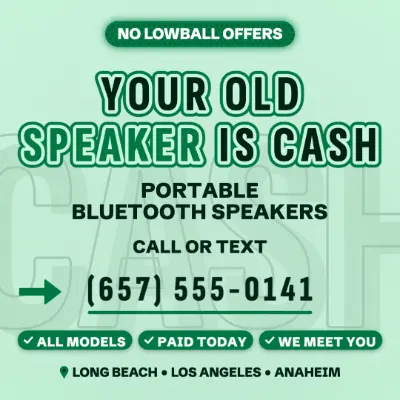 NO LOWBALL OFFERS
YOUR OLD
SPEAKER IS CASH
PORTABLE
BLUETOOTH SPEAKERS
CALL OR TEXT
(657) 555-0141
ALL MODELS PAID TODAY WE MEET YOU
LONG BEACH • LOS ANGELES • ANAHEIM
CASH